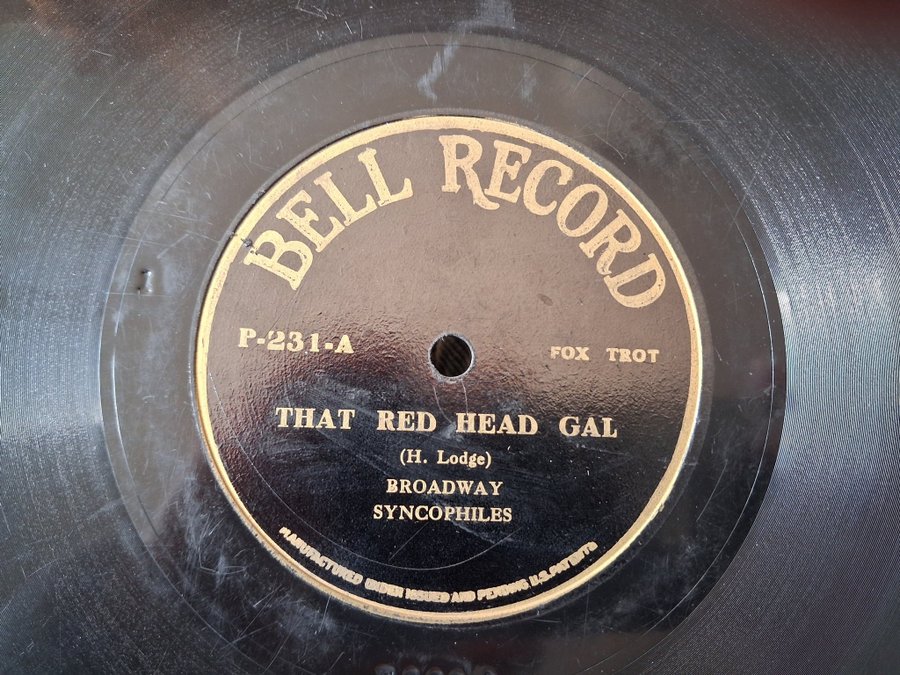 BELL RECORD
P-231-A
FOX TROT
THAT RED HEAD GAL
(H. Lodge)
BROADWAY
SYNCOPHILES
MANUFACTURED UNDER ISSUED AND PENDING U.S. PATENTS